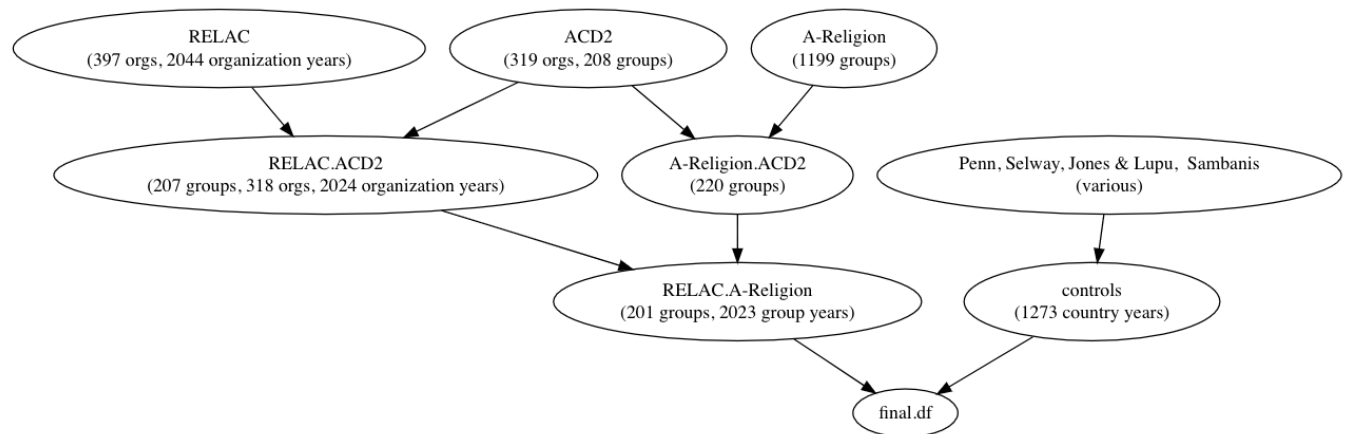 RELAC
(397 orgs, 2044 organization years)
ACD2
(319 orgs, 208 groups)
A-Religion
(1199 groups)
RELAC.ACD2
(207 groups, 318 orgs, 2024 organization years)
A-Religion.ACD2
(220 groups)
Penn, Selway, Jones & Lupu,  Sambanis
(various)
RELAC.A-Religion
(201 groups, 2023 group years)
controls
(1273 country years)
final.df